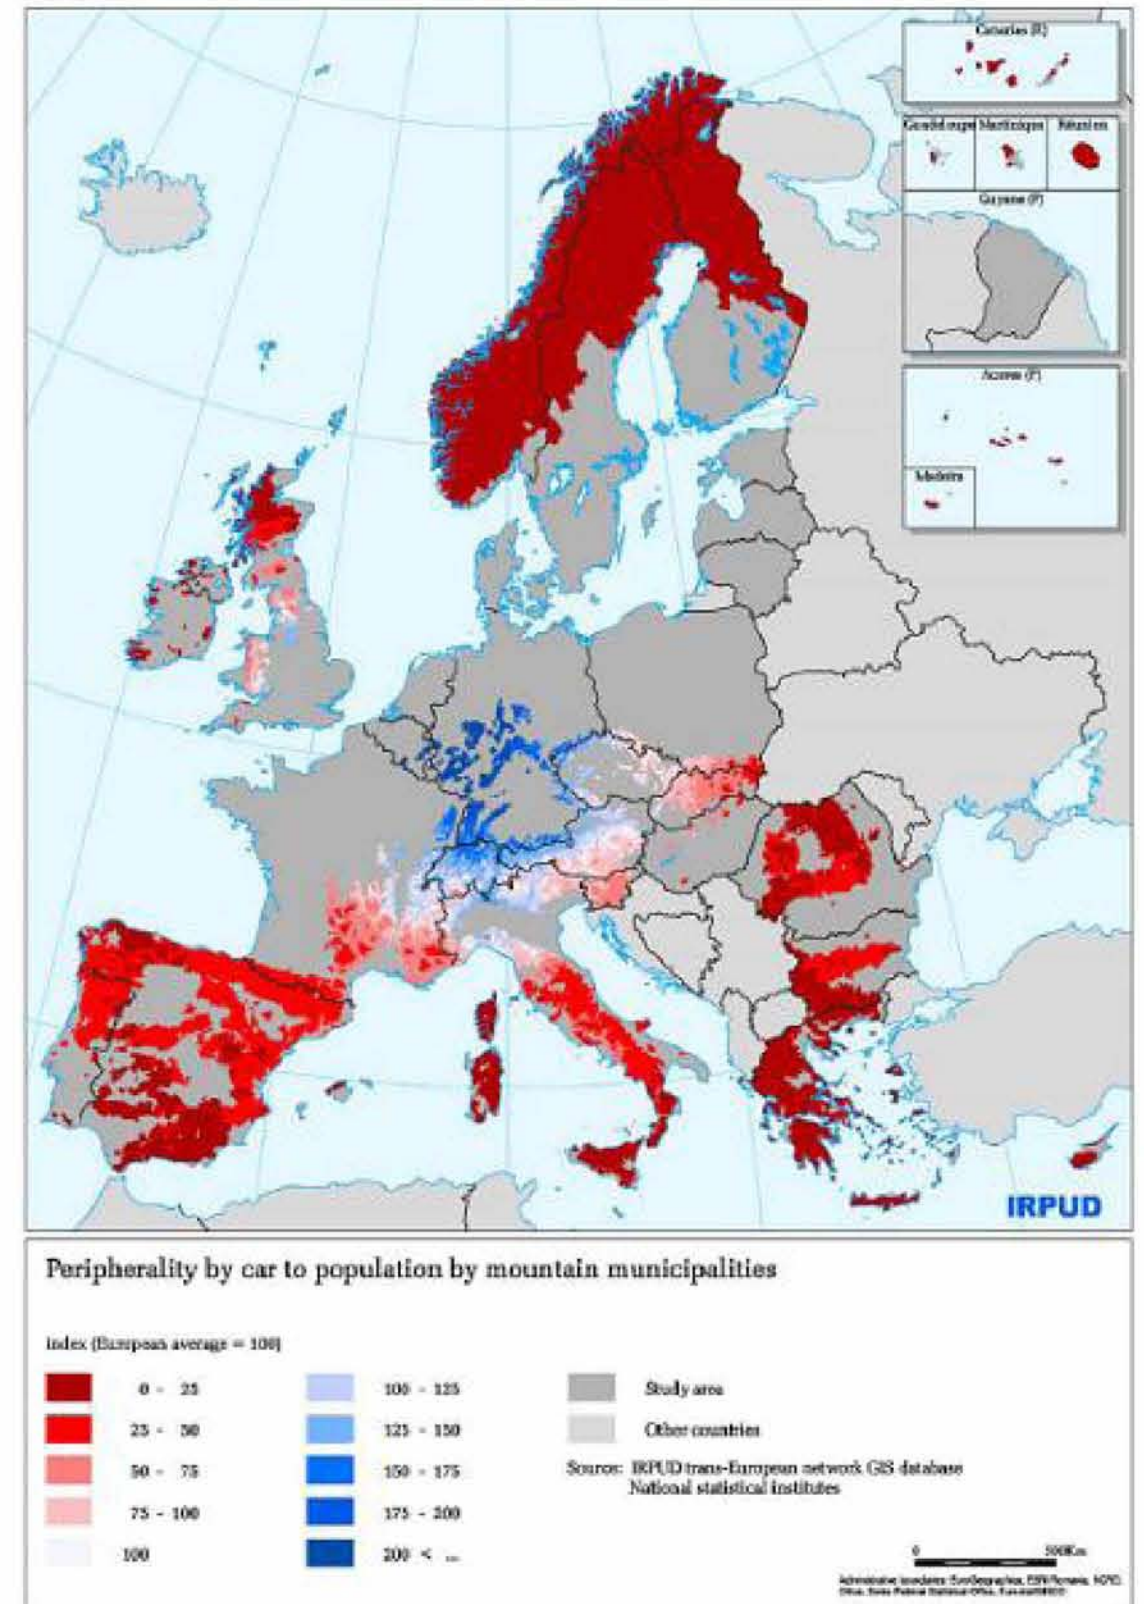 Canarias (E)
Guadeloupe Martinique Réunion
Guyane (F)
Acores (P)
Madeira
IRPUD
Peripherality by car to population by mountain municipalities
index (European average = 100)
0 - 25
25 - 50
50 - 75
75 - 100
100
100 - 125
125 - 150
150 - 175
175 - 200
200 < ...
Study area
Other countries
Source: IRPUD trans-European network GIS database
National statistical institutes
0 500Km